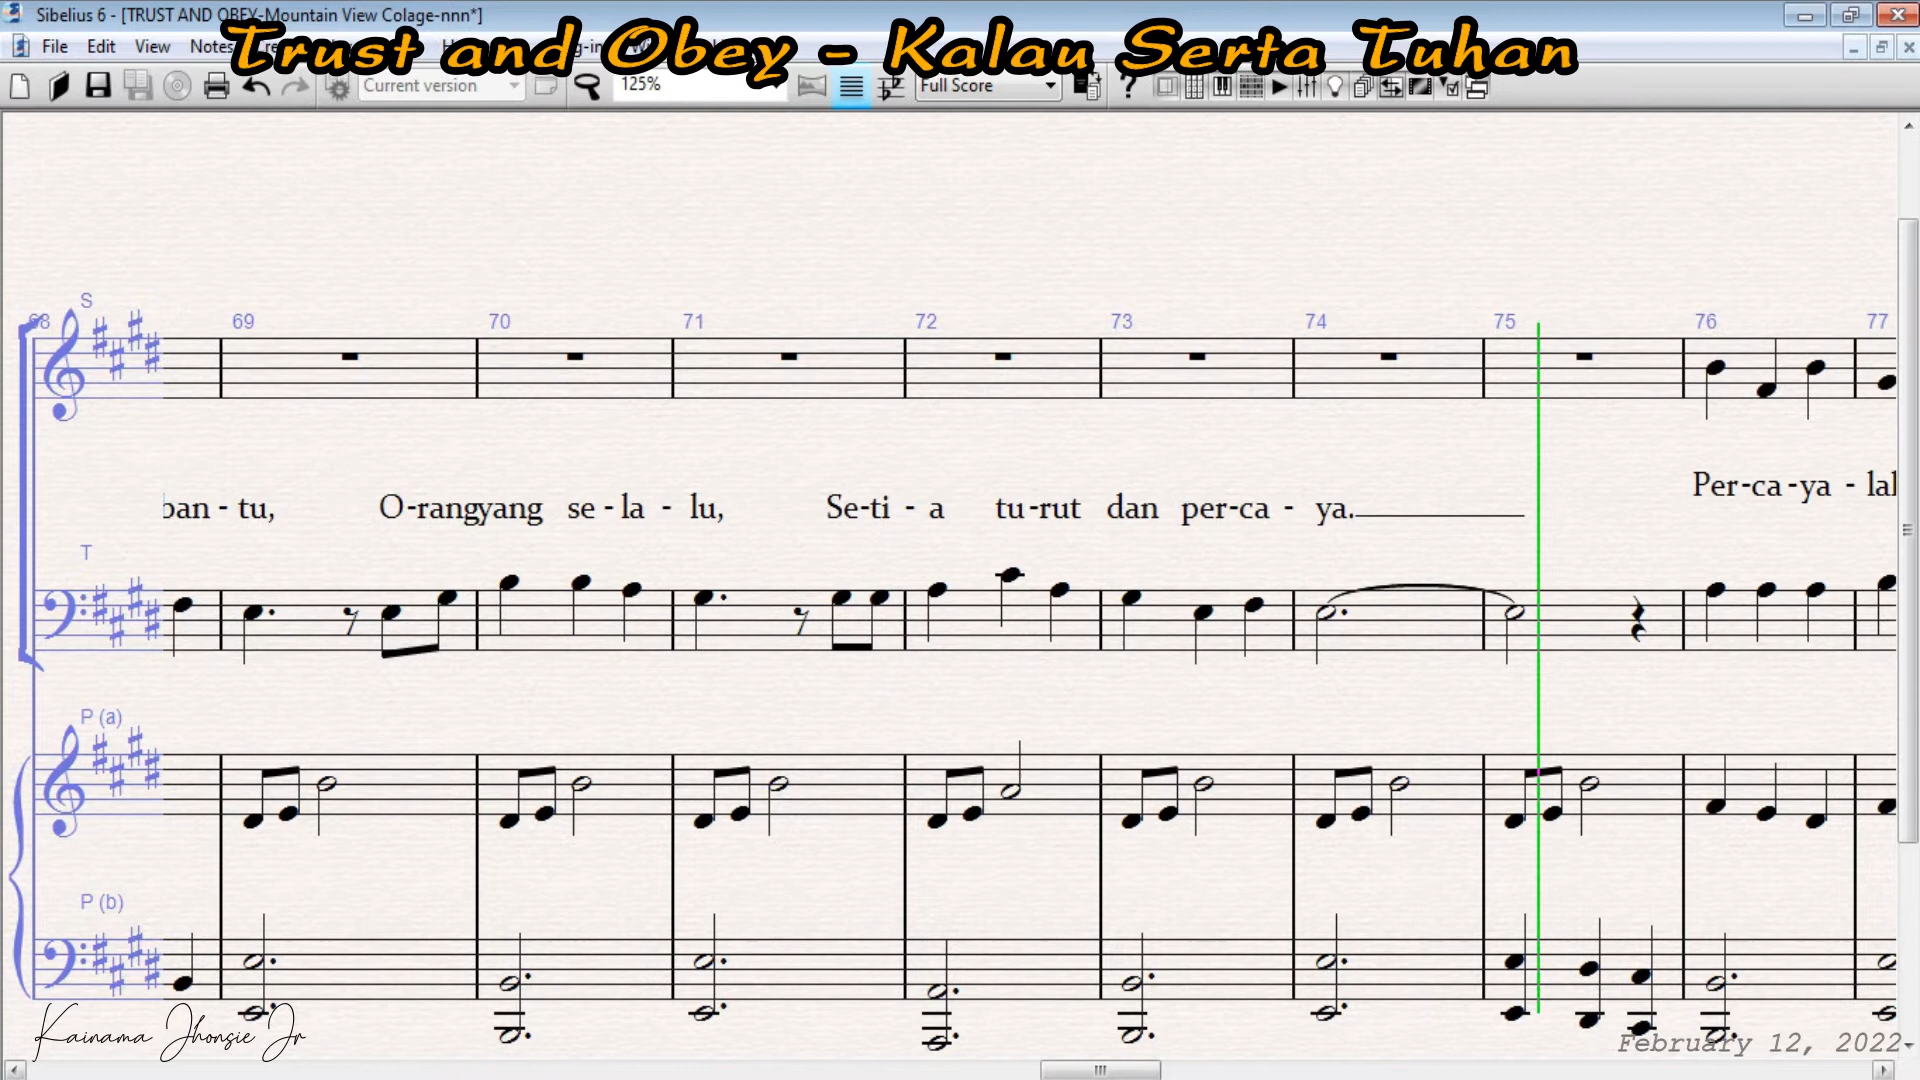 Sibelius 6 - [TRUST AND OBEY-Mountain View Colage-nnn*]
Trust and Obey - Kalau Serta Tuhan
File Edit View Notes
Current version 125% Full Score
S
68 69 70 71 72 73 74 75 76 77
Per-ca-ya - lal
ban - tu, O-rangyang se - la - lu, Se-ti - a tu-rut dan per-ca - ya.
T
P (a)
P (b)
Kainama Jhonsie Jr
February 12, 2022